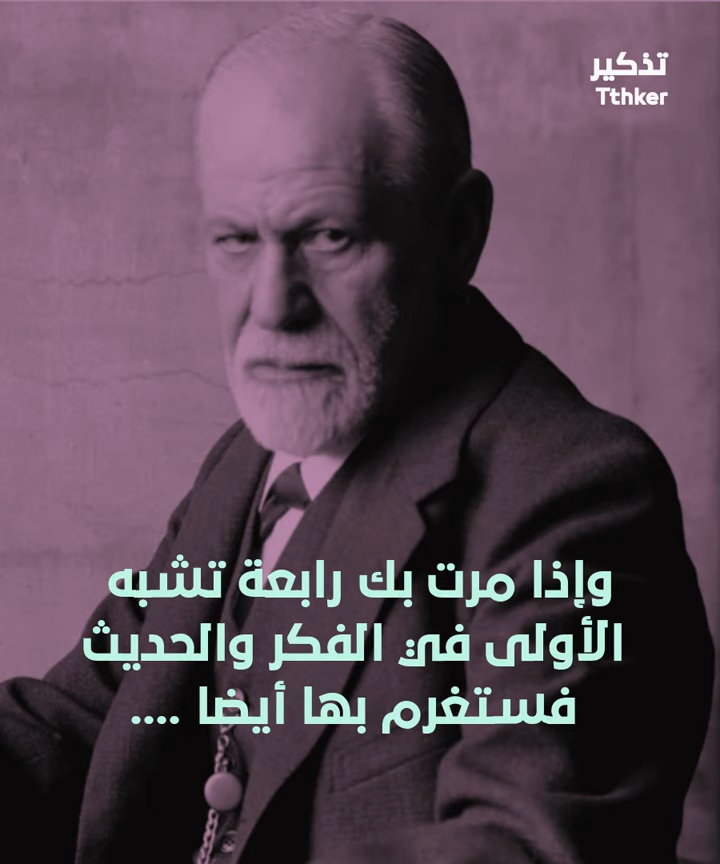 تذكير
Tthker
وإذا مرت بك رابعة تشبه
الأولى في الفكر والحديث
فستغرم بها أيضا ....